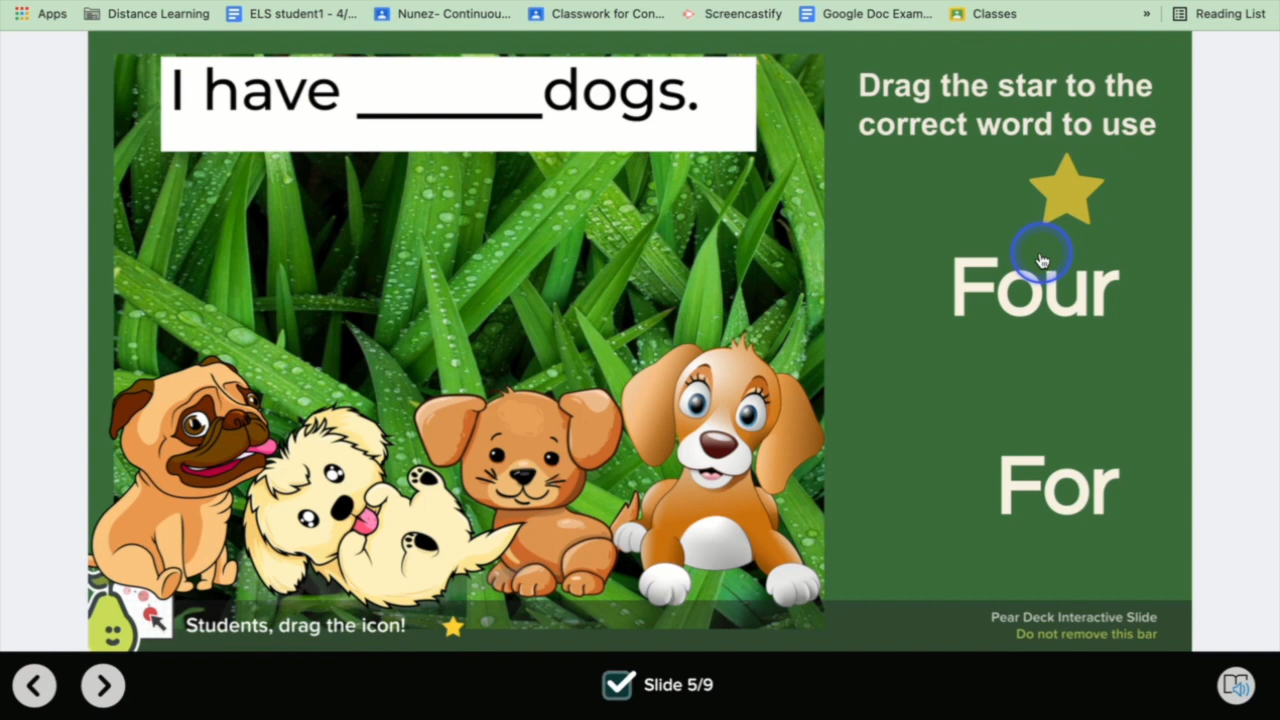 Apps Distance Learning ELS student1 - 4/... Nunez- Continuou... Classwork for Con... Screencastify Google Doc Exam... Classes » Reading List
I have ______dogs.
Drag the star to the
correct word to use
Four
For
Students, drag the icon!
Pear Deck Interactive Slide
Do not remove this bar
Slide 5/9